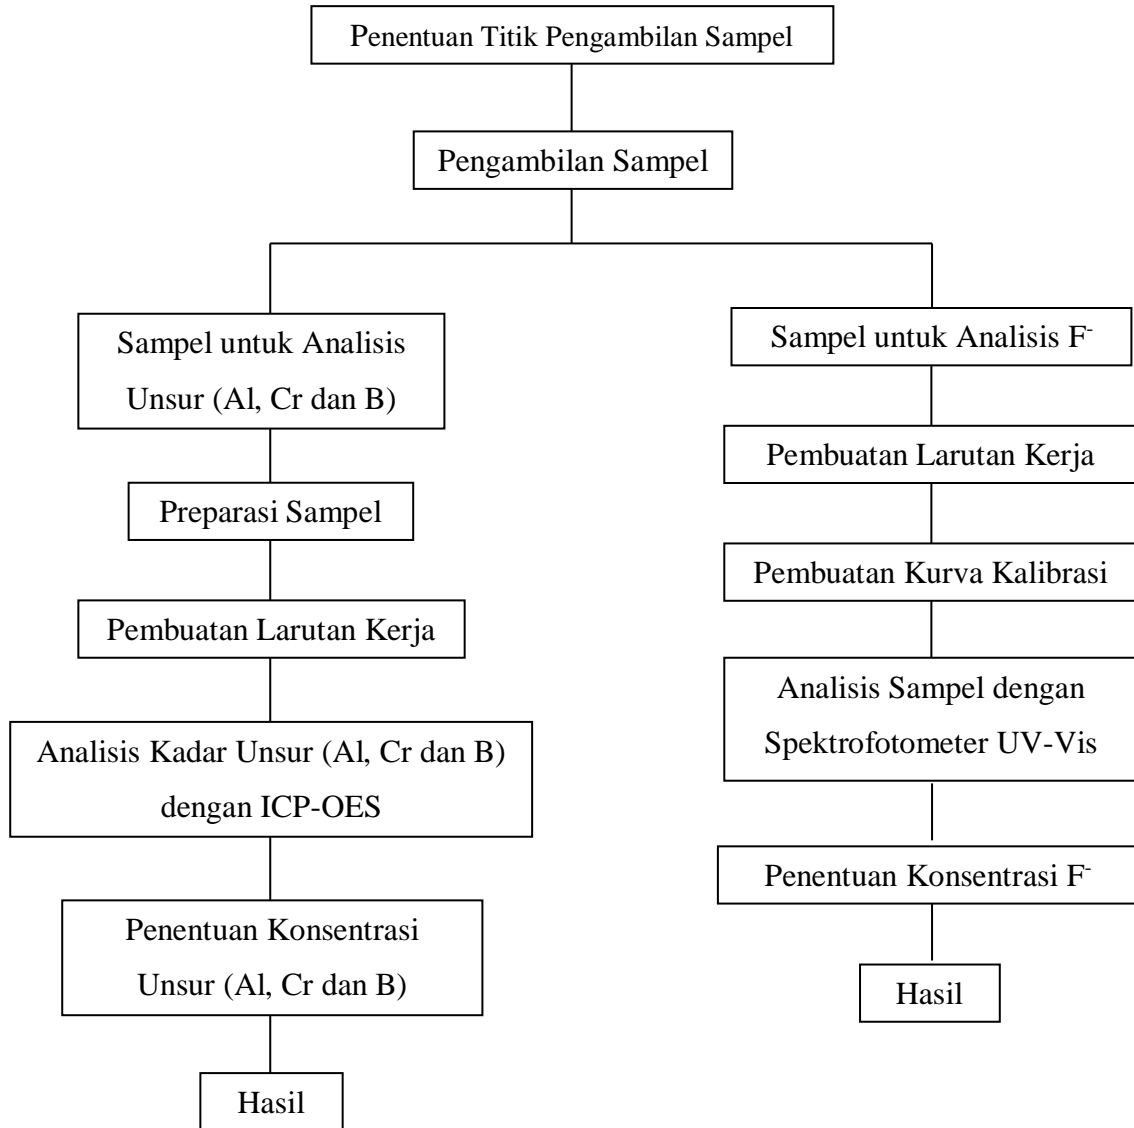 Penentuan Titik Pengambilan Sampel
Pengambilan Sampel
Sampel untuk Analisis
Unsur (Al, Cr dan B)
Preparasi Sampel
Pembuatan Larutan Kerja
Analisis Kadar Unsur (Al, Cr dan B)
dengan ICP-OES
Penentuan Konsentrasi
Unsur (Al, Cr dan B)
Hasil
Sampel untuk Analisis F⁻
Pembuatan Larutan Kerja
Pembuatan Kurva Kalibrasi
Analisis Sampel dengan
Spektrofotometer UV-Vis
Penentuan Konsentrasi F⁻
Hasil